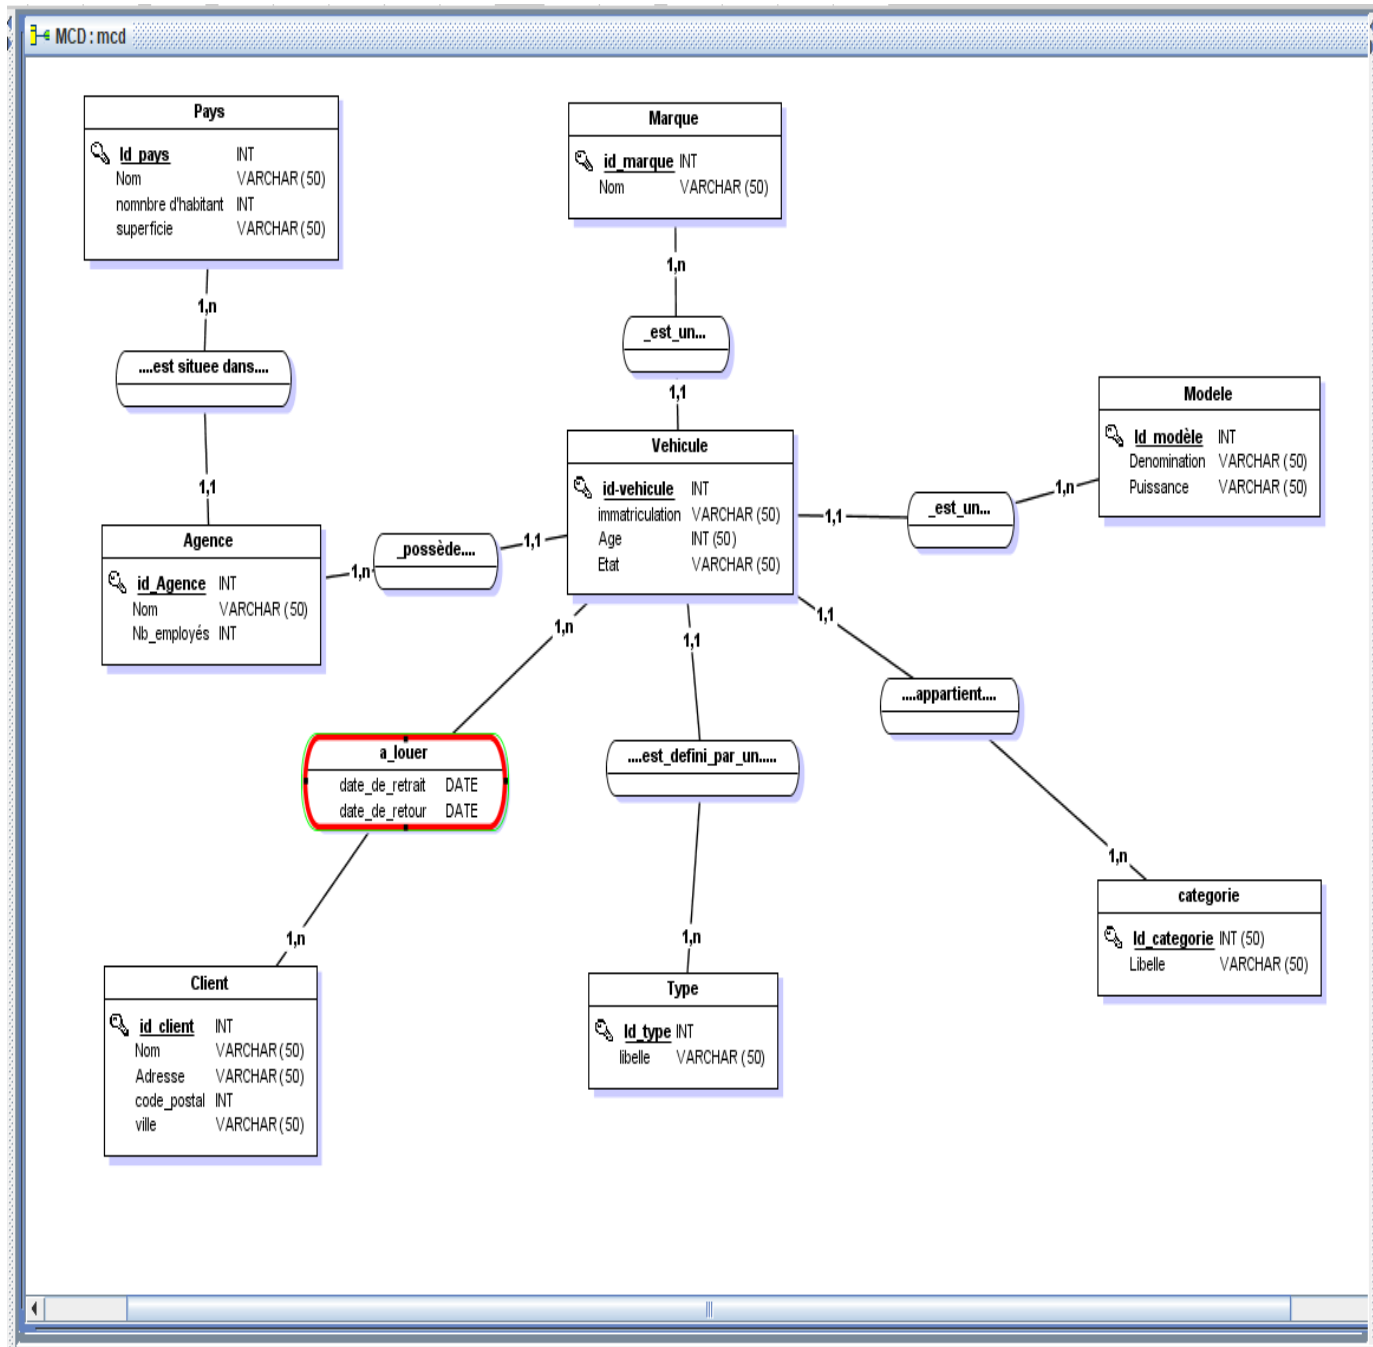 MCD : mcd
Pays
Id_pays INT
Nom VARCHAR (50)
nomnbre d'habitant INT
superficie VARCHAR (50)
1,n
....est situee dans....
1,1
Agence
id_Agence INT
Nom VARCHAR (50)
Nb_employés INT
1,n
_possède....
1,1
Marque
id_marque INT
Nom VARCHAR (50)
1,n
_est_un...
1,1
Vehicule
id-vehicule INT
immatriculation VARCHAR (50)
Age INT (50)
Etat VARCHAR (50)
1,1
_est_un...
1,n
Modele
Id_modèle INT
Denomination VARCHAR (50)
Puissance VARCHAR (50)
1,n
a_louer
date_de_retrait DATE
date_de_retour DATE
1,n
Client
id_client INT
Nom VARCHAR (50)
Adresse VARCHAR (50)
code_postal INT
ville VARCHAR (50)
1,1
....est_defini_par_un.....
1,n
Type
Id_type INT
libelle VARCHAR (50)
1,1
....appartient....
1,n
categorie
Id_categorie INT (50)
Libelle VARCHAR (50)